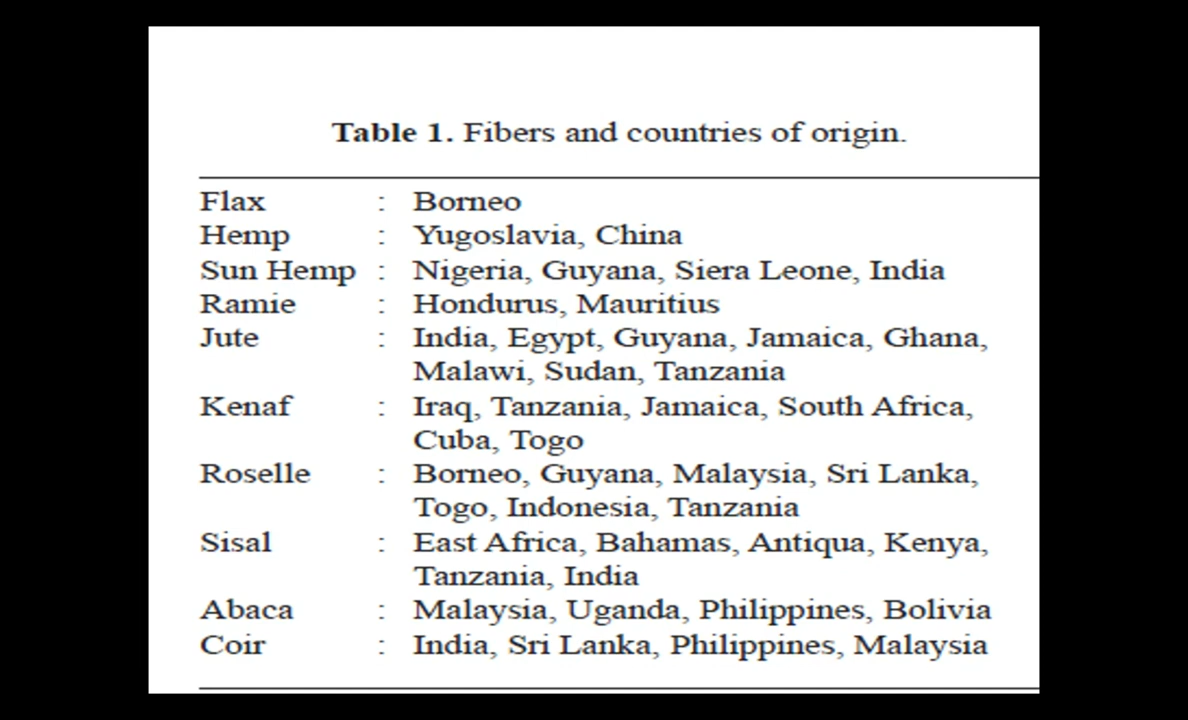 Table 1. Fibers and countries of origin.
Flax : Borneo
Hemp : Yugoslavia, China
Sun Hemp : Nigeria, Guyana, Siera Leone, India
Ramie : Hondurus, Mauritius
Jute : India, Egypt, Guyana, Jamaica, Ghana,
Malawi, Sudan, Tanzania
Kenaf : Iraq, Tanzania, Jamaica, South Africa,
Cuba, Togo
Roselle : Borneo, Guyana, Malaysia, Sri Lanka,
Togo, Indonesia, Tanzania
Sisal : East Africa, Bahamas, Antiqua, Kenya,
Tanzania, India
Abaca : Malaysia, Uganda, Philippines, Bolivia
Coir : India, Sri Lanka, Philippines, Malaysia